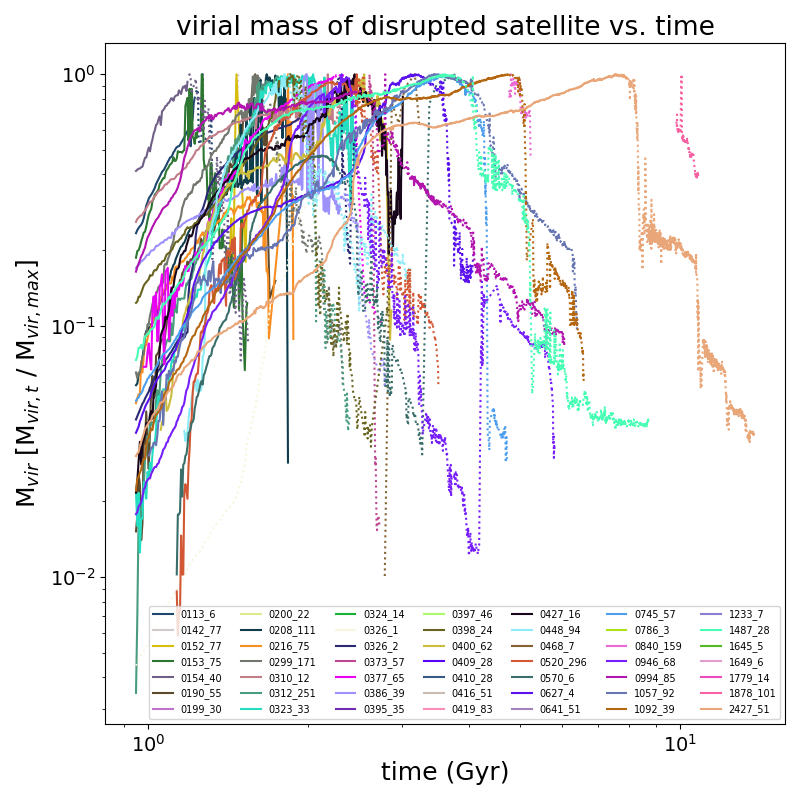 virial mass of disrupted satellite vs. time
M_vir [M_vir,t / M_vir,max]
10^0
10^-1
10^-2
0113_6 0200_22 0324_14 0397_46 0427_16 0745_57 1233_7
0142_77 0208_111 0326_1 0398_24 0448_94 0786_3 1487_28
0152_77 0216_75 0326_2 0400_62 0468_7 0840_159 1645_5
0153_75 0299_171 0373_57 0409_28 0520_296 0946_68 1649_6
0154_40 0310_12 0377_65 0410_28 0570_6 0994_85 1779_14
0190_55 0312_251 0386_39 0416_51 0627_4 1057_92 1878_101
0199_30 0323_33 0395_35 0419_83 0641_51 1092_39 2427_51
10^0 10^1
time (Gyr)